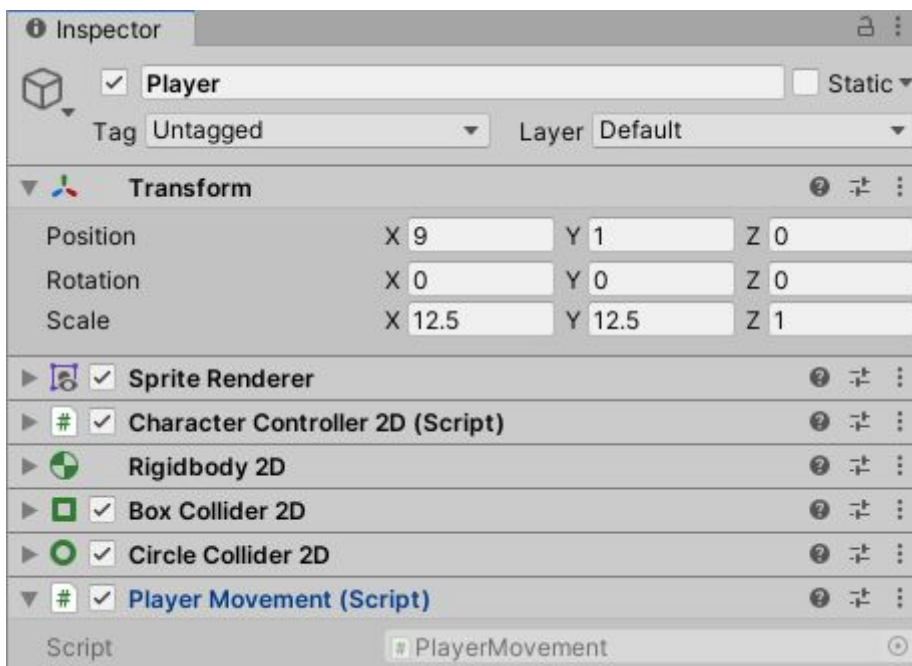 Inspector
Player
Static
Tag Untagged Layer Default
Transform
Position X 9 Y 1 Z 0
Rotation X 0 Y 0 Z 0
Scale X 12.5 Y 12.5 Z 1
Sprite Renderer
# Character Controller 2D (Script)
Rigidbody 2D
Box Collider 2D
Circle Collider 2D
# Player Movement (Script)
Script # PlayerMovement